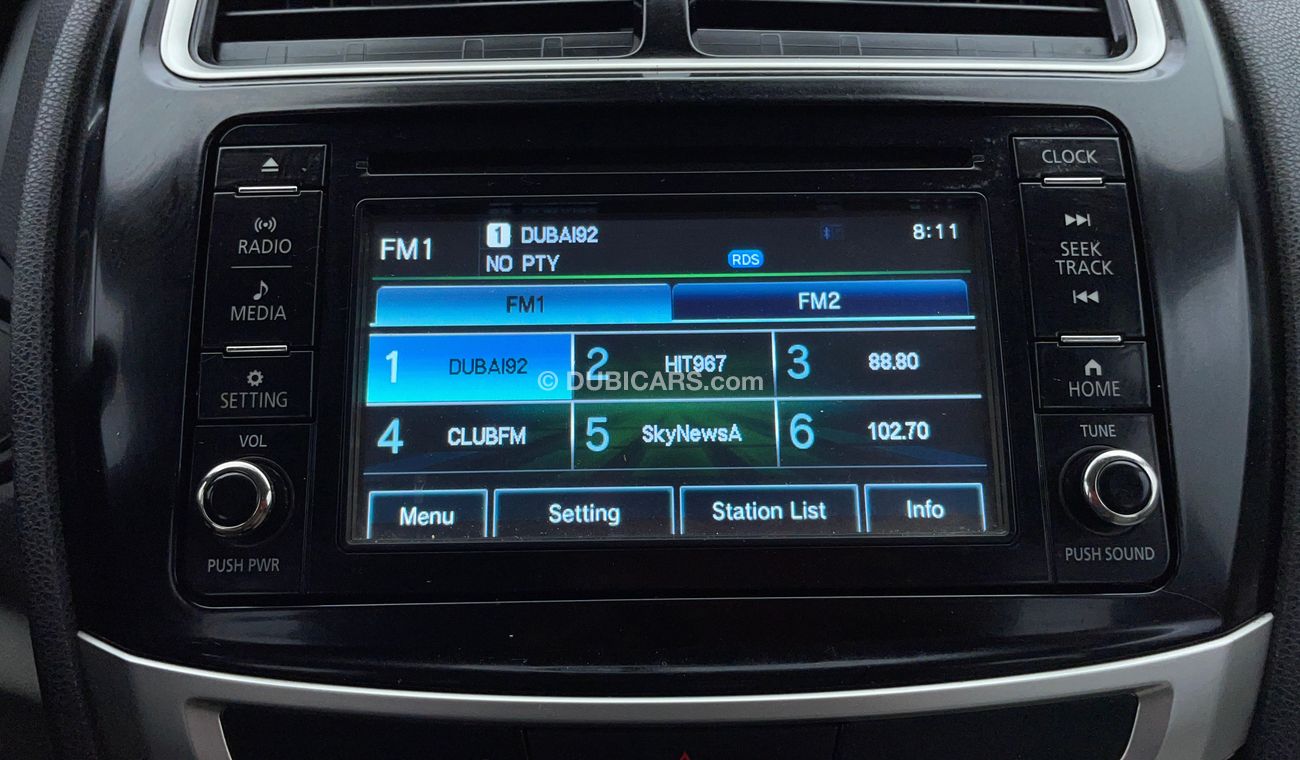 CLOCK
RADIO
MEDIA
SETTING
VOL
PUSH PWR
FM1
1 DUBAI92
8:11
NO PTY
RDS
FM1 FM2
1 DUBAI92 2 HIT967 3 88.80
4 CLUBFM 5 SkyNewsA 6 102.70
Menu Setting Station List Info
© DUBICARS.com
SEEK
TRACK
HOME
TUNE
PUSH SOUND